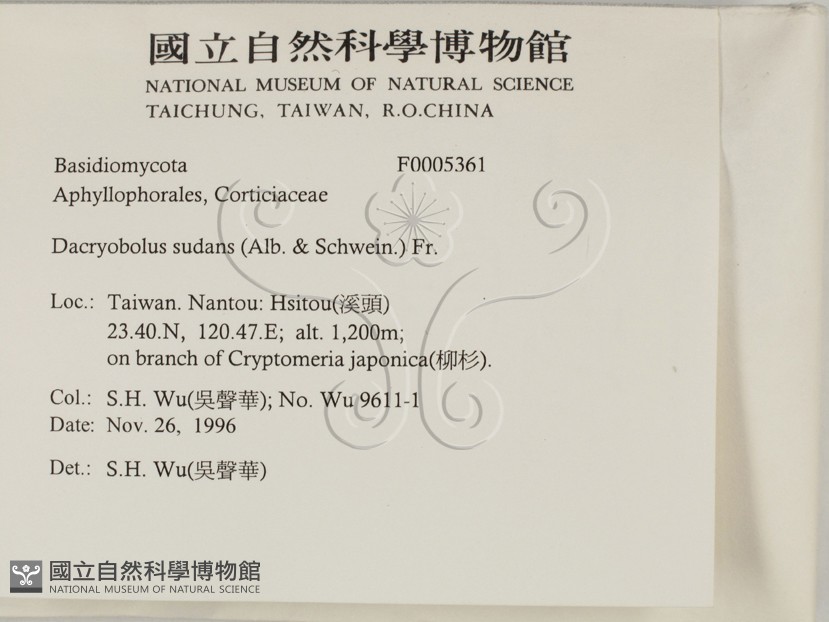 國立自然科學博物館
NATIONAL MUSEUM OF NATURAL SCIENCE
TAICHUNG, TAIWAN, R.O.CHINA
Basidiomycota F0005361
Aphyllophorales, Corticiaceae
Dacryobolus sudans (Alb. & Schwein.) Fr.
Loc.: Taiwan. Nantou: Hsitou(溪頭)
23.40.N, 120.47.E; alt. 1,200m;
on branch of Cryptomeria japonica(柳杉).
Col.: S.H. Wu(吳聲華); No. Wu 9611-1
Date: Nov. 26, 1996
Det.: S.H. Wu(吳聲華)
國立自然科學博物館
NATIONAL MUSEUM OF NATURAL SCIENCE